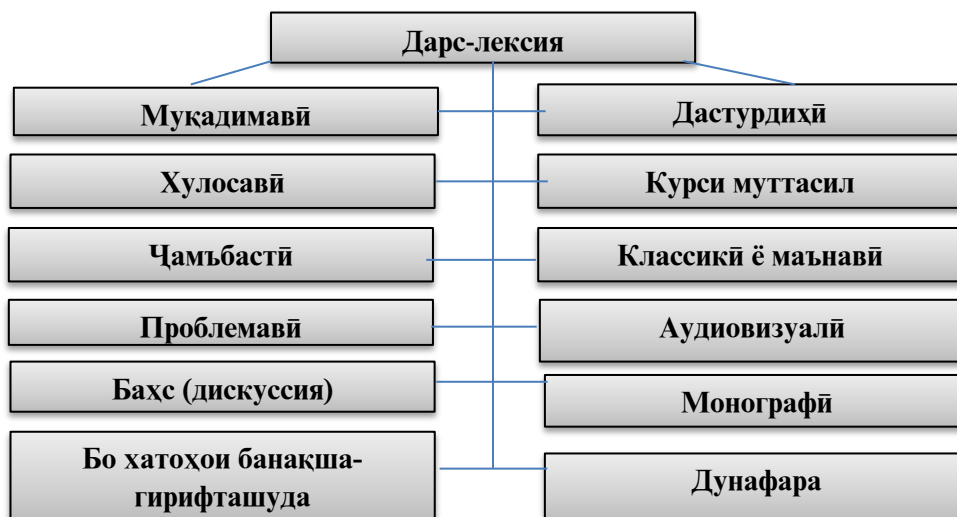 Дарс-лексия
Муқадимавӣ
Дастурдиҳӣ
Хулосавӣ
Курси муттасил
Ҷамъбастӣ
Классикӣ ё маънавӣ
Проблемавӣ
Аудиовизуалӣ
Баҳс (дискуссия)
Монографӣ
Бо хатоҳои банақша-
гирифташуда
Дунафара